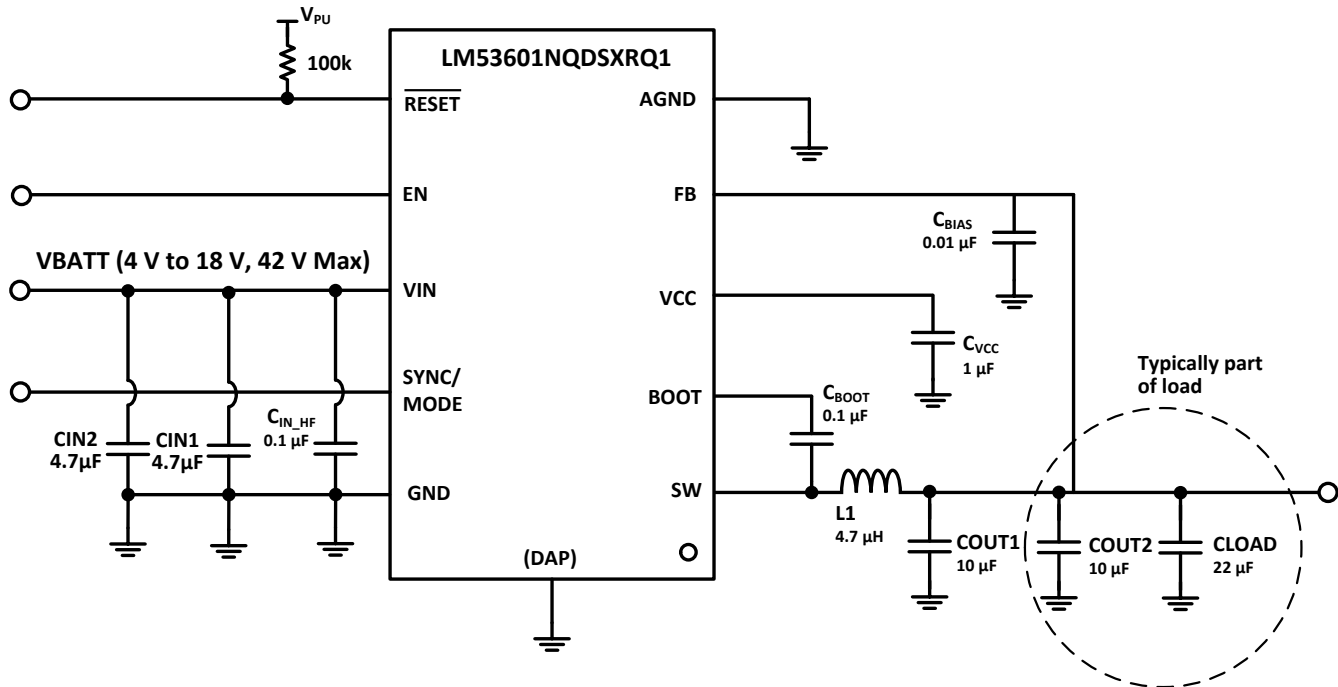 VPU
100k
LM53601NQDSXRQ1
RESET
AGND
EN
FB
CBIAS
0.01 µF
VBATT (4 V to 18 V, 42 V Max)
VIN
VCC
CVCC
1 µF
SYNC/
MODE
BOOT
CBOOT
0.1 µF
Typically part
of load
CIN2
4.7µF
CIN1
4.7µF
CIN_HF
0.1 µF
GND
SW
L1
4.7 µH
(DAP)
COUT1
10 µF
COUT2
10 µF
CLOAD
22 µF